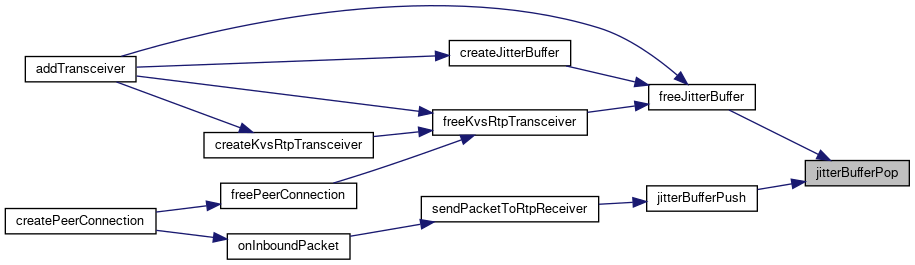 addTransceiver
createJitterBuffer
freeJitterBuffer
freeKvsRtpTransceiver
createKvsRtpTransceiver
jitterBufferPop
freePeerConnection
jitterBufferPush
sendPacketToRtpReceiver
createPeerConnection
onInboundPacket